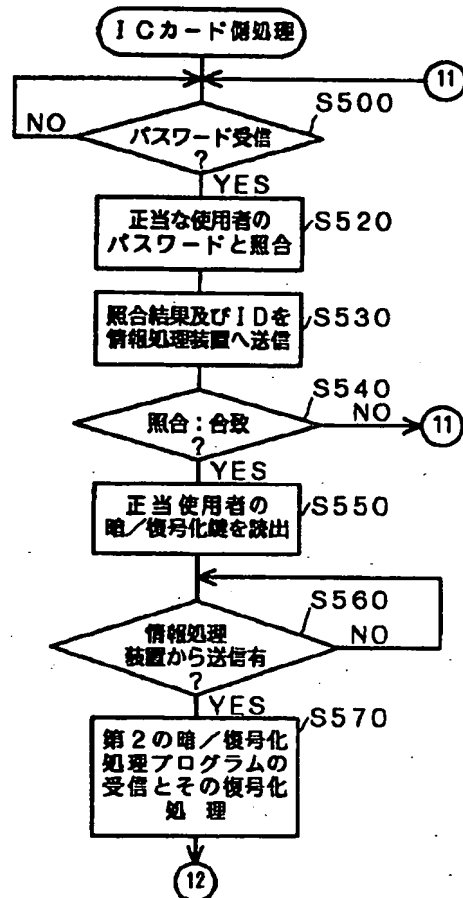 ICカード側処理
11
S500
NO
パスワード受信
?
YES
正当な使用者の
パスワードと照合
S520
照合結果及びIDを
情報処理装置へ送信
S530
S540
照合:合致
?
NO
11
YES
正当使用者の
暗/復号化鍵を読出
S550
S560
情報処理
装置から送信有
?
NO
YES
S570
第2の暗/復号化
処理プログラムの
受信とその復号化
処理
12